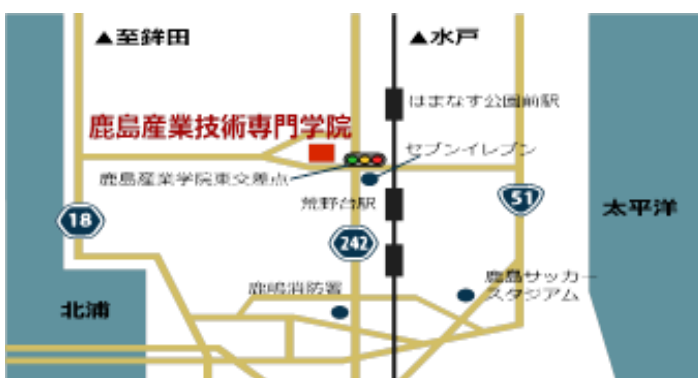 ▲至鉾田
▲水戸
はまなす公園前駅
鹿島産業技術専門学院
セブンイレブン
鹿島産業学院東交差点
荒野台駅
51
太平洋
18
242
鹿島サッカー
スタジアム
鹿嶋消防署
北浦